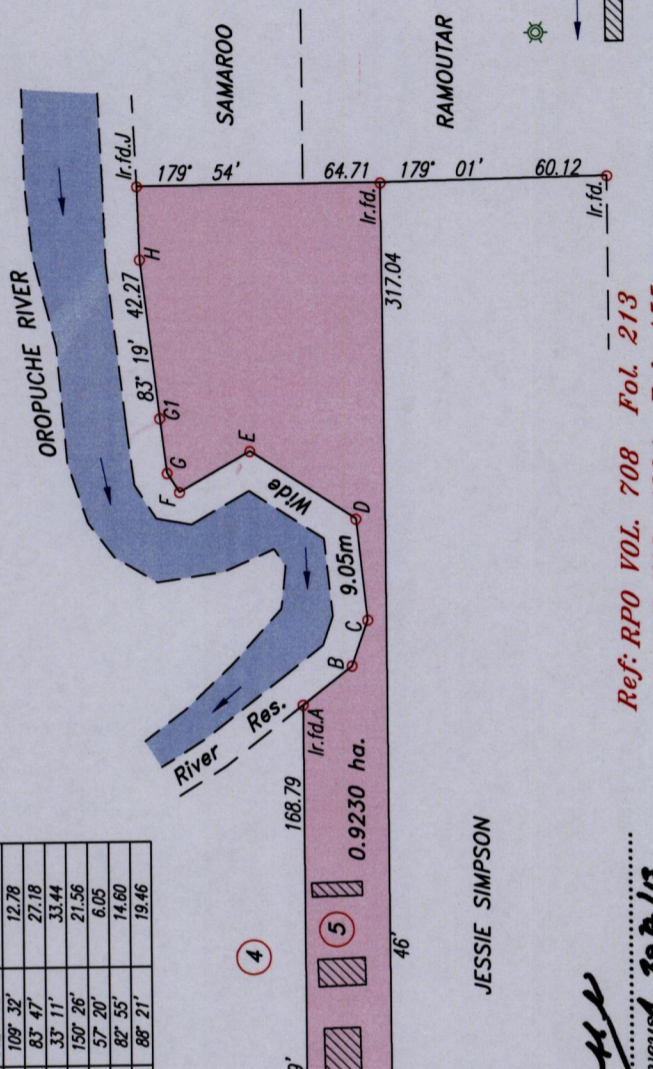 OROPUCHE RIVER
SAMAROO
RAMOUTAR
Ir.fd.J
179° 54'
64.71
179° 01'
60.12
Ir.fd.
Ir.fd.
H
83° 19' 42.27
G1
G
F
E
Wide
D
9.05m
C
B
Ir.fd.A
River Res.
317.04
168.79
0.9230 ha.
4
5
46'
JESSIE SIMPSON
109° 32' 12.78
83° 47' 27.18
33° 11' 33.44
150° 26' 21.56
57° 20' 6.05
82° 55' 14.60
88° 21' 19.46
Ref: RPO VOL. 708 Fol. 213